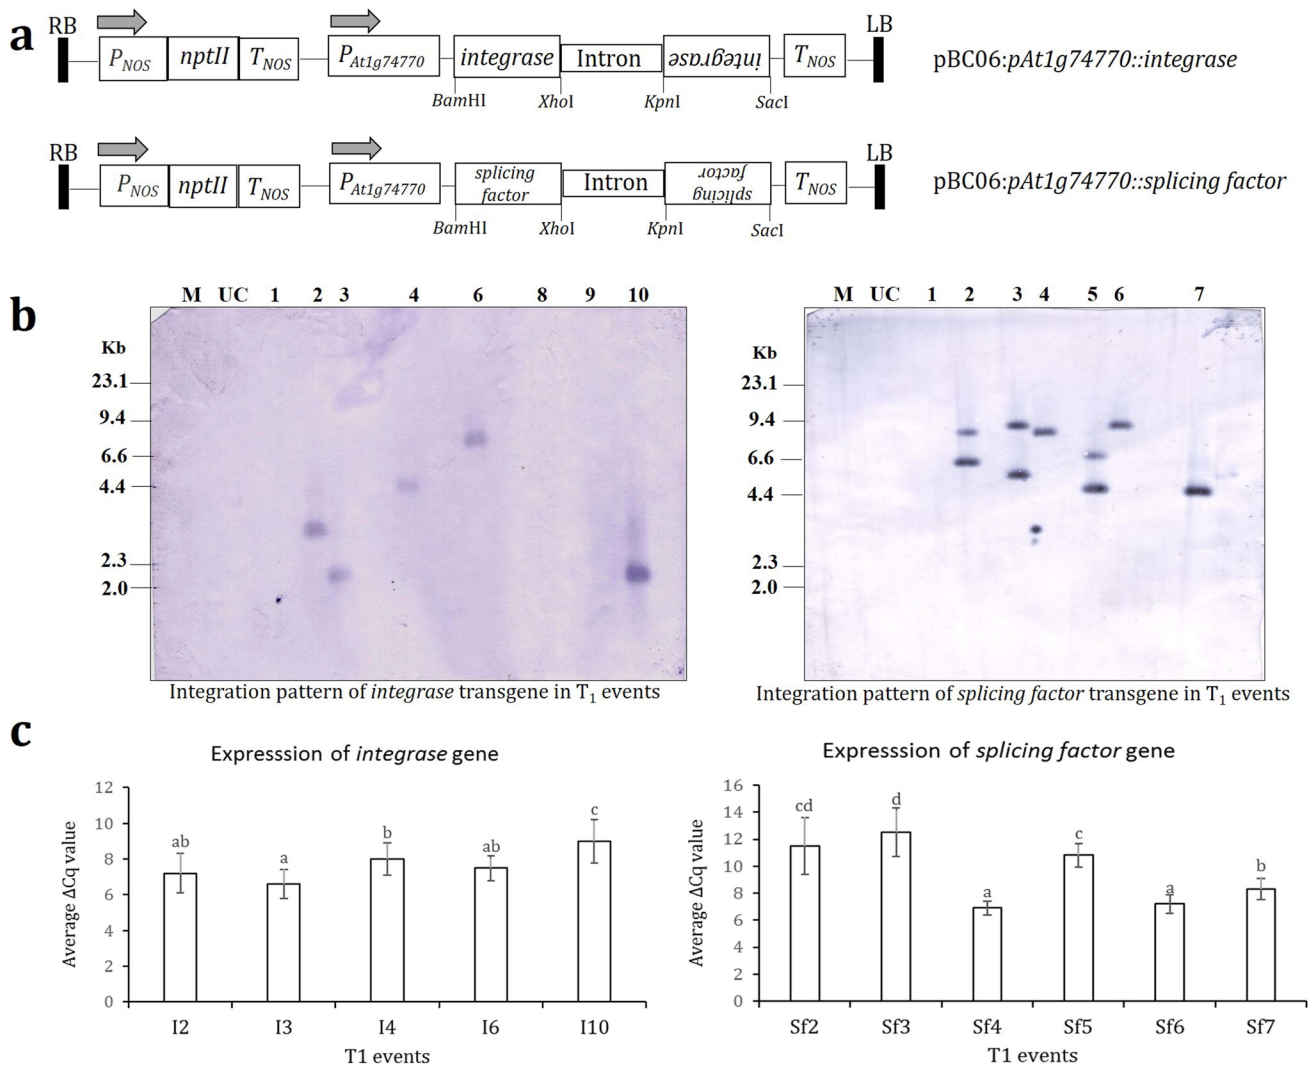 a
RB
LB
P_NOS nptII T_NOS P_At1g74770 integrase Intron integrase T_NOS
pBC06:pAt1g74770::integrase
BamHI XhoI KpnI SacI
RB
LB
P_NOS nptII T_NOS P_At1g74770 splicing factor Intron splicing factor T_NOS
pBC06:pAt1g74770::splicing factor
BamHI XhoI KpnI SacI
b
M UC 1 2 3 4 6 8 9 10
Kb
23.1
9.4
6.6
4.4
2.3
2.0
Integration pattern of integrase transgene in T1 events
M UC 1 2 3 4 5 6 7
Kb
23.1
9.4
6.6
4.4
2.3
2.0
Integration pattern of splicing factor transgene in T1 events
c
Expresssion of integrase gene
Average ΔCq value
12
10
8
6
4
2
0
ab a b ab c
I2 I3 I4 I6 I10
T1 events
Expresssion of splicing factor gene
Average ΔCq value
16
14
12
10
8
6
4
2
0
cd d a c a b
Sf2 Sf3 Sf4 Sf5 Sf6 Sf7
T1 events